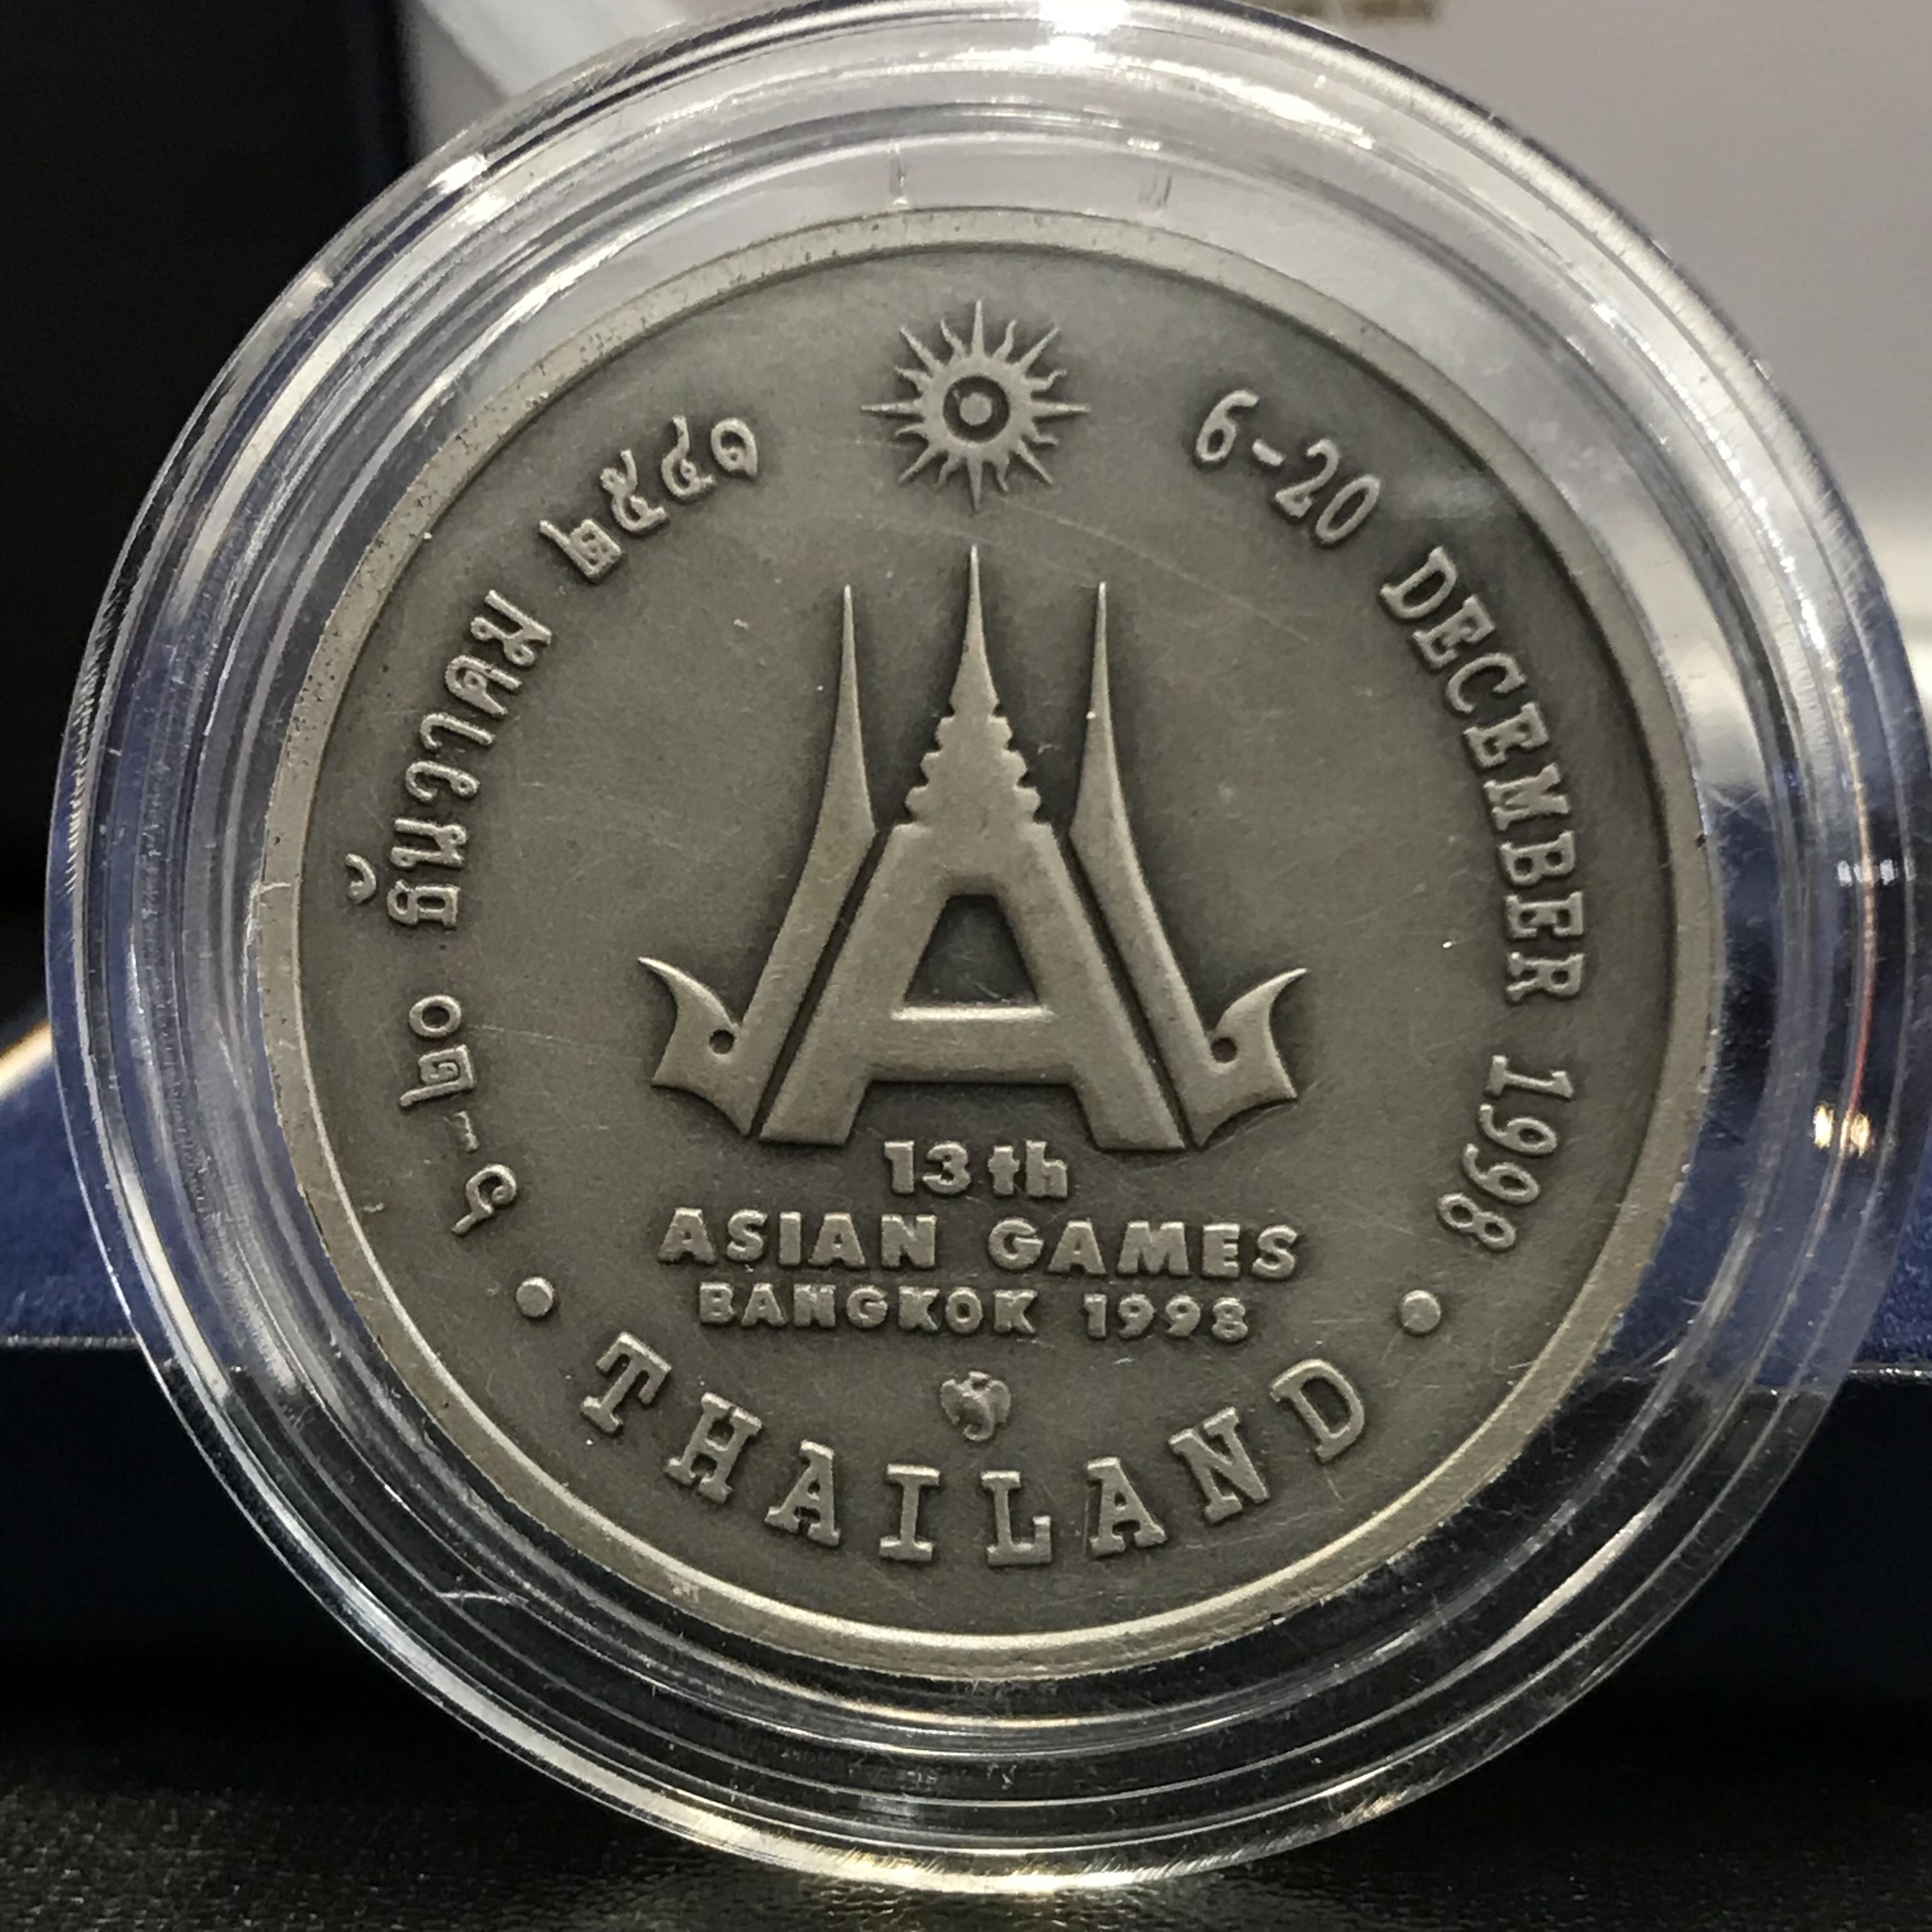 ๖-๒๐ ธันวาคม ๒๕๔๑
6-20 DECEMBER 1998
13th
ASIAN GAMES
BANGKOK 1998
• THAILAND •